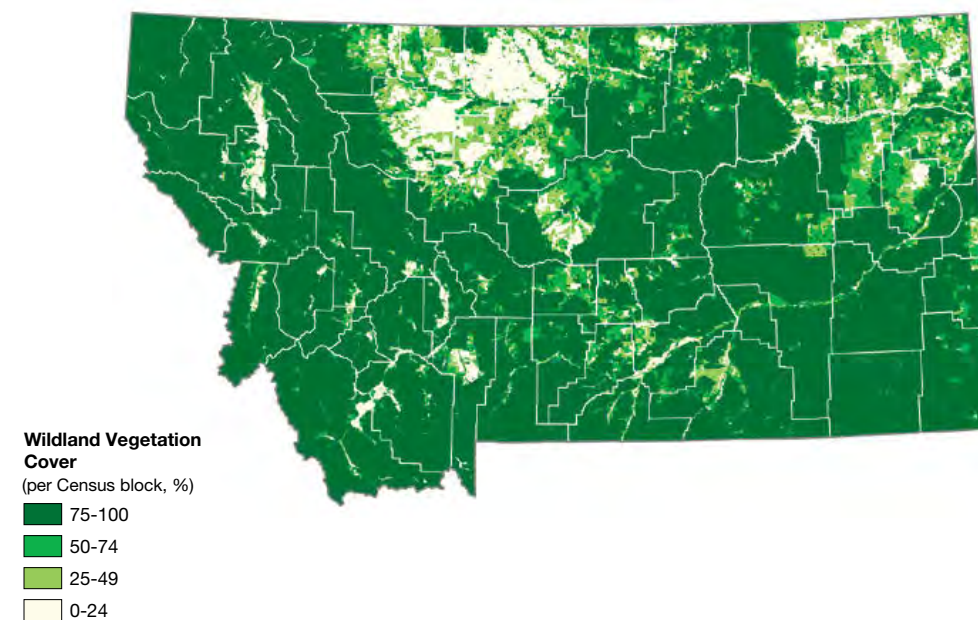 Wildland Vegetation
Cover
(per Census block, %)
75-100
50-74
25-49
0-24